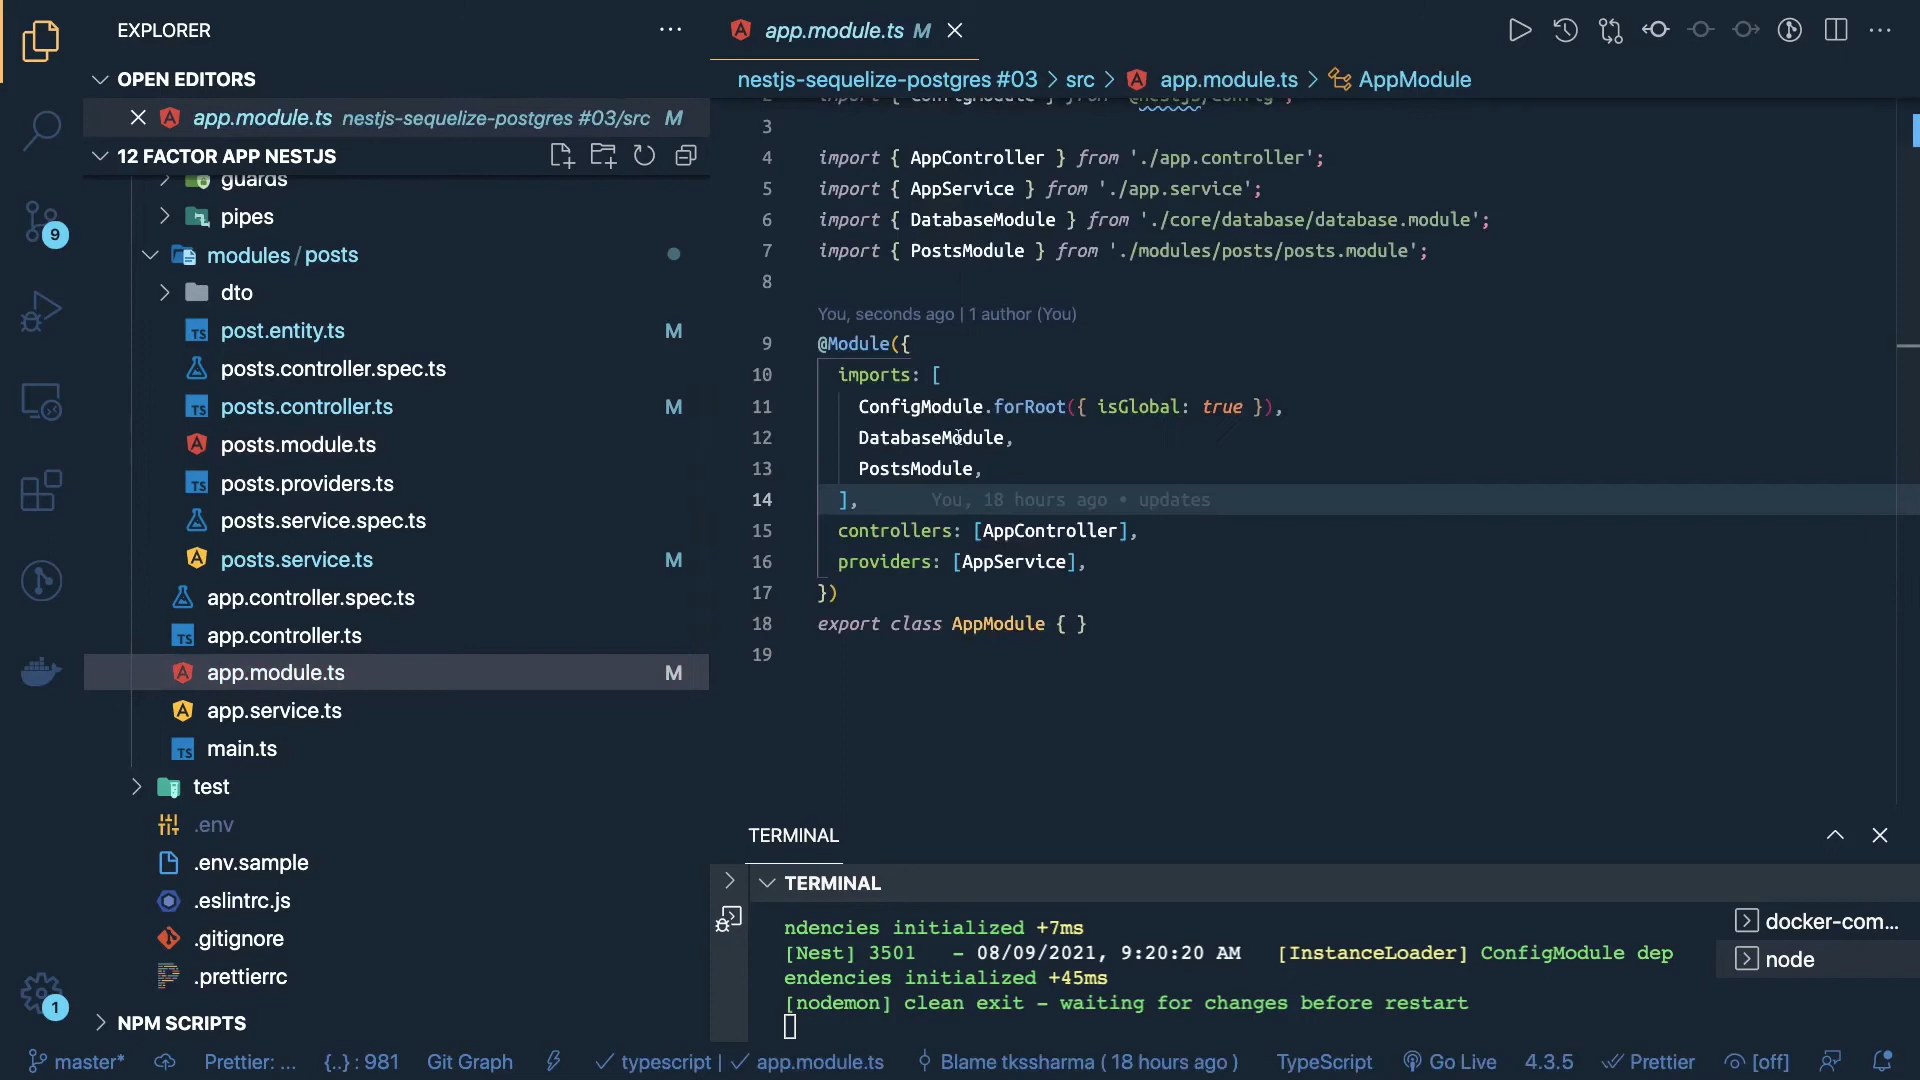 EXPLORER
OPEN EDITORS
app.module.ts nestjs-sequelize-postgres #03/src M
12 FACTOR APP NESTJS
guards
pipes
modules / posts
dto
post.entity.ts M
posts.controller.spec.ts
posts.controller.ts M
posts.module.ts
posts.providers.ts
posts.service.spec.ts
posts.service.ts M
app.controller.spec.ts
app.controller.ts
app.module.ts M
app.service.ts
main.ts
test
.env
.env.sample
.eslintrc.js
.gitignore
.prettierrc
NPM SCRIPTS
9
1
app.module.ts M
nestjs-sequelize-postgres #03 > src > app.module.ts > AppModule
2 import { ConfigModule } from '@nestjs/config';
3
4 import { AppController } from './app.controller';
5 import { AppService } from './app.service';
6 import { DatabaseModule } from './core/database/database.module';
7 import { PostsModule } from './modules/posts/posts.module';
8
You, seconds ago | 1 author (You)
9 @Module({
10 imports: [
11 ConfigModule.forRoot({ isGlobal: true }),
12 DatabaseModule,
13 PostsModule,
14 ], You, 18 hours ago • updates
15 controllers: [AppController],
16 providers: [AppService],
17 })
18 export class AppModule { }
19
TERMINAL
TERMINAL
ndencies initialized +7ms
[Nest] 3501 - 08/09/2021, 9:20:20 AM [InstanceLoader] ConfigModule dep
endencies initialized +45ms
[nodemon] clean exit - waiting for changes before restart
docker-com...
node
master* Prettier: ... {..} : 981 Git Graph typescript | app.module.ts Blame tkssharma ( 18 hours ago ) TypeScript Go Live 4.3.5 Prettier [off]